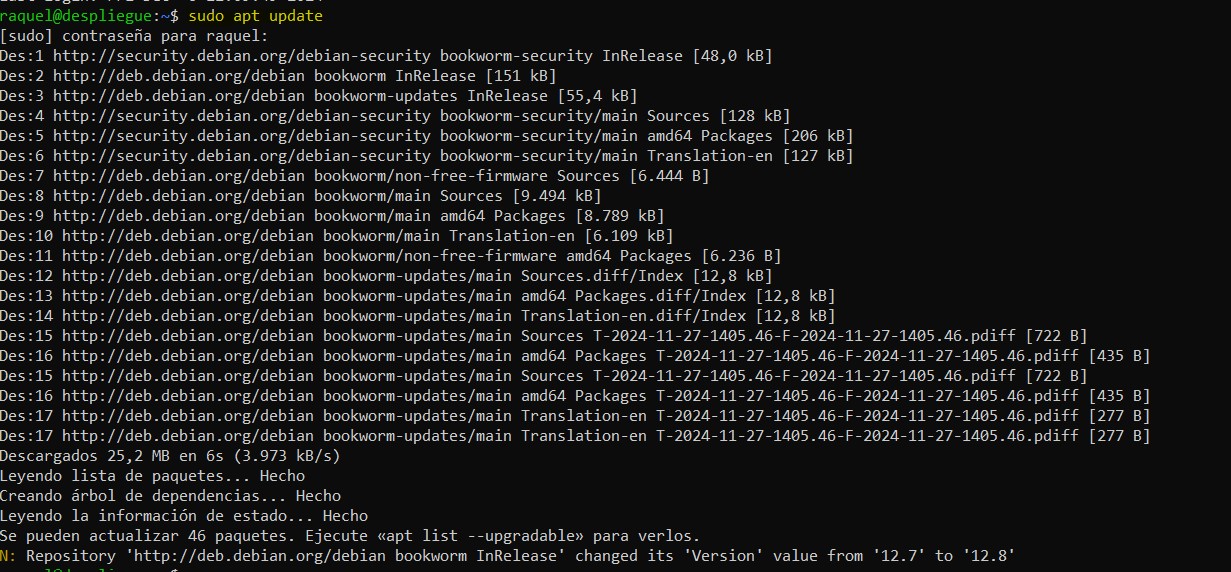 raquel@despliegue:~$ sudo apt update
[sudo] contraseña para raquel:
Des:1 http://security.debian.org/debian-security bookworm-security InRelease [48,0 kB]
Des:2 http://deb.debian.org/debian bookworm InRelease [151 kB]
Des:3 http://deb.debian.org/debian bookworm-updates InRelease [55,4 kB]
Des:4 http://security.debian.org/debian-security bookworm-security/main Sources [128 kB]
Des:5 http://security.debian.org/debian-security bookworm-security/main amd64 Packages [206 kB]
Des:6 http://security.debian.org/debian-security bookworm-security/main Translation-en [127 kB]
Des:7 http://deb.debian.org/debian bookworm/non-free-firmware Sources [6.444 B]
Des:8 http://deb.debian.org/debian bookworm/main Sources [9.494 kB]
Des:9 http://deb.debian.org/debian bookworm/main amd64 Packages [8.789 kB]
Des:10 http://deb.debian.org/debian bookworm/main Translation-en [6.109 kB]
Des:11 http://deb.debian.org/debian bookworm/non-free-firmware amd64 Packages [6.236 B]
Des:12 http://deb.debian.org/debian bookworm-updates/main Sources.diff/Index [12,8 kB]
Des:13 http://deb.debian.org/debian bookworm-updates/main amd64 Packages.diff/Index [12,8 kB]
Des:14 http://deb.debian.org/debian bookworm-updates/main Translation-en.diff/Index [12,8 kB]
Des:15 http://deb.debian.org/debian bookworm-updates/main Sources T-2024-11-27-1405.46-F-2024-11-27-1405.46.pdiff [722 B]
Des:16 http://deb.debian.org/debian bookworm-updates/main amd64 Packages T-2024-11-27-1405.46-F-2024-11-27-1405.46.pdiff [435 B]
Des:15 http://deb.debian.org/debian bookworm-updates/main Sources T-2024-11-27-1405.46-F-2024-11-27-1405.46.pdiff [722 B]
Des:16 http://deb.debian.org/debian bookworm-updates/main amd64 Packages T-2024-11-27-1405.46-F-2024-11-27-1405.46.pdiff [435 B]
Des:17 http://deb.debian.org/debian bookworm-updates/main Translation-en T-2024-11-27-1405.46-F-2024-11-27-1405.46.pdiff [277 B]
Des:17 http://deb.debian.org/debian bookworm-updates/main Translation-en T-2024-11-27-1405.46-F-2024-11-27-1405.46.pdiff [277 B]
Descargados 25,2 MB en 6s (3.973 kB/s)
Leyendo lista de paquetes... Hecho
Creando árbol de dependencias... Hecho
Leyendo la información de estado... Hecho
Se pueden actualizar 46 paquetes. Ejecute «apt list --upgradable» para verlos.
N: Repository 'http://deb.debian.org/debian bookworm InRelease' changed its 'Version' value from '12.7' to '12.8'